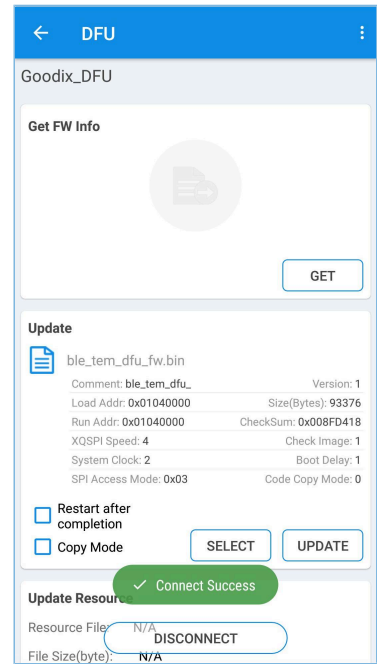 DFU
Goodix_DFU
Get FW Info
GET
Update
ble_tem_dfu_fw.bin
Comment: ble_tem_dfu_ Version: 1
Load Addr: 0x01040000 Size(Bytes): 93376
Run Addr: 0x01040000 CheckSum: 0x008FD418
XQSPI Speed: 4 Check Image: 1
System Clock: 2 Boot Delay: 1
SPI Access Mode: 0x03 Code Copy Mode: 0
Restart after
completion
Copy Mode SELECT UPDATE
Connect Success
Update Resource
Resource File: N/A
DISCONNECT
File Size(byte): N/A